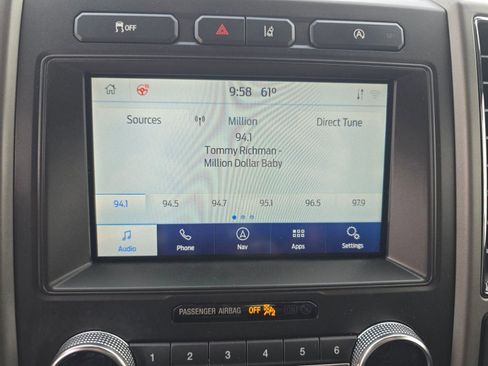 OFF
9:58 61°
Sources Million Direct Tune
94.1
Tommy Richman -
Million Dollar Baby
94.1 94.5 94.7 95.1 96.5 97.9
Audio Phone Nav Apps Settings
PASSENGER AIRBAG OFF 2 ON
1 2 3 4 5 6